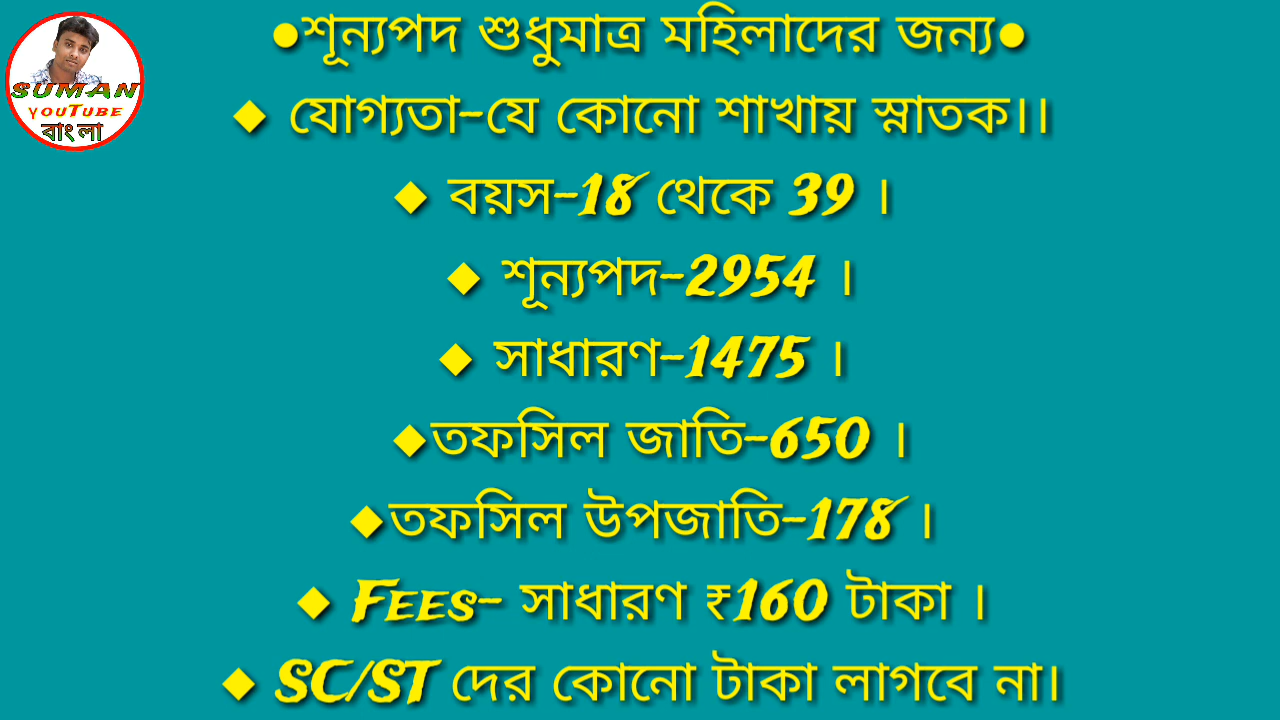 SUMAN
YOUTUBE
বাংলা
●শূন্যপদ শুধুমাত্র মহিলাদের জন্য●
◆ যোগ্যতা-যে কোনো শাখায় স্নাতক।।
◆ বয়স-18 থেকে 39 ।
◆ শূন্যপদ-2954 ।
◆ সাধারণ-1475 ।
◆তফসিল জাতি-650 ।
◆তফসিল উপজাতি-178 ।
◆ FEES- সাধারণ ₹160 টাকা ।
◆ SC/ST দের কোনো টাকা লাগবে না।